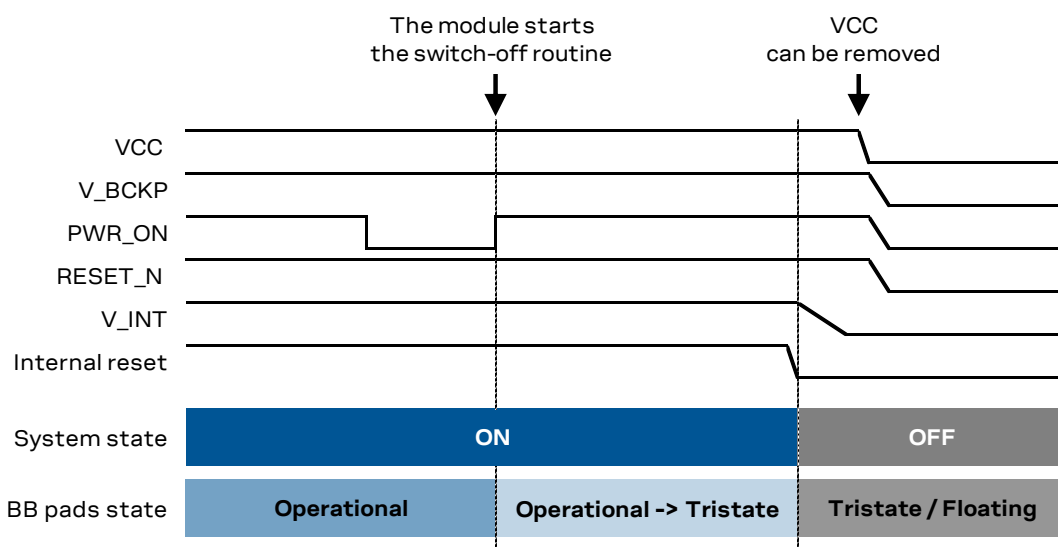 The module starts
the switch-off routine
VCC
can be removed
VCC
V_BCKP
PWR_ON
RESET_N
V_INT
Internal reset
System state
ON
OFF
BB pads state
Operational
Operational -> Tristate
Tristate / Floating